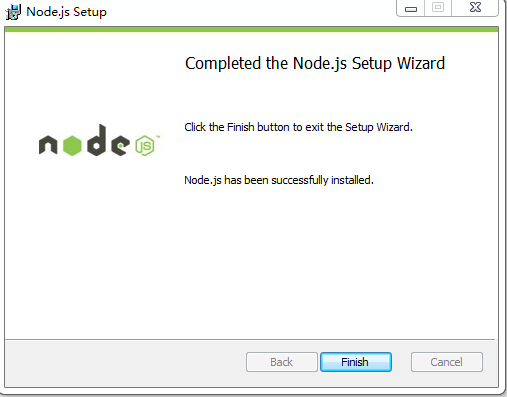 Node.js Setup
Completed the Node.js Setup Wizard
Click the Finish button to exit the Setup Wizard.
node JS™
Node.js has been successfully installed.
Back
Finish
Cancel